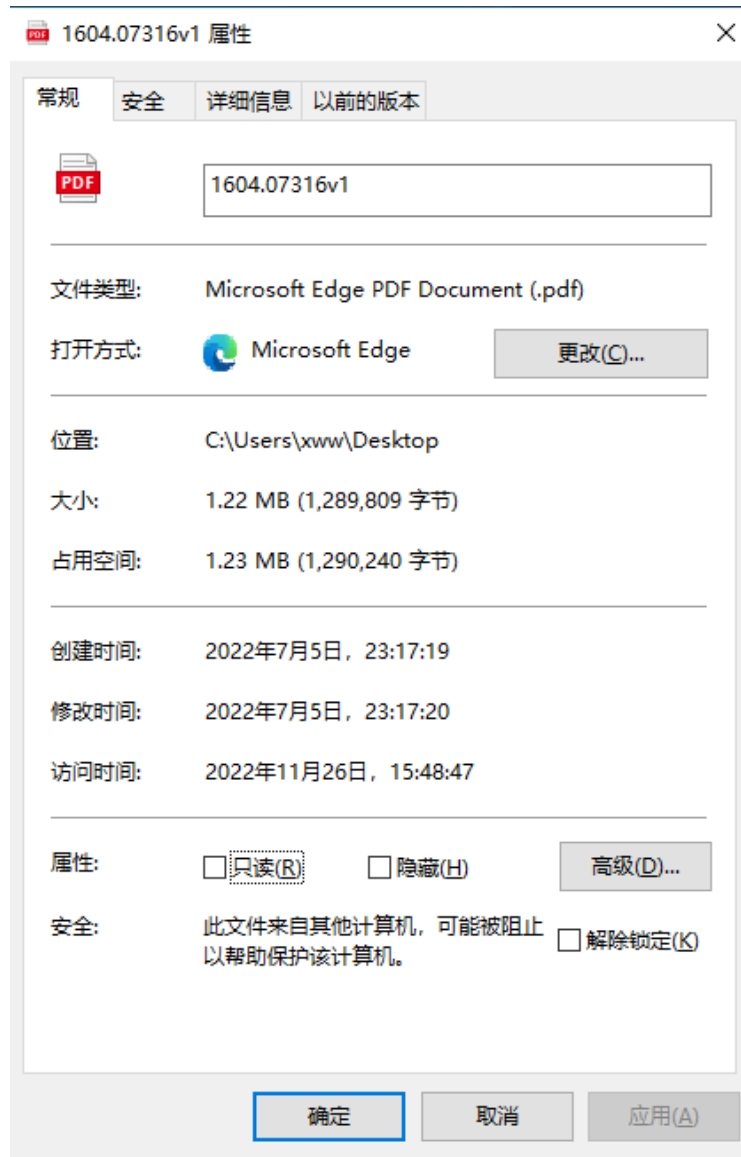 1604.07316v1 属性
常规 安全 详细信息 以前的版本
PDF 1604.07316v1
文件类型: Microsoft Edge PDF Document (.pdf)
打开方式: Microsoft Edge 更改(C)...
位置: C:\Users\xww\Desktop
大小: 1.22 MB (1,289,809 字节)
占用空间: 1.23 MB (1,290,240 字节)
创建时间: 2022年7月5日，23:17:19
修改时间: 2022年7月5日，23:17:20
访问时间: 2022年11月26日，15:48:47
属性: 只读(R) 隐藏(H) 高级(D)...
安全: 此文件来自其他计算机，可能被阻止
以帮助保护该计算机。 解除锁定(K)
确定 取消 应用(A)